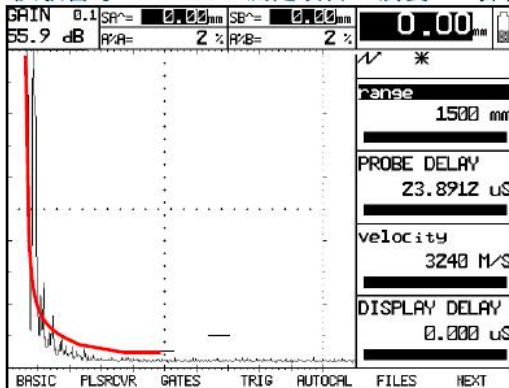 GAIN 0.1
55.9 dB
SA^= 0.00mm SB^= 0.00mm
A%A= 2 % A%B= 2 %
0.00mm
range
1500 mm
PROBE DELAY
23.8912 uS
velocity
3240 M/S
DISPLAY DELAY
0.000 uS
BASIC PLSRCVR GATES TRIG AUTOCAL FILES NEXT